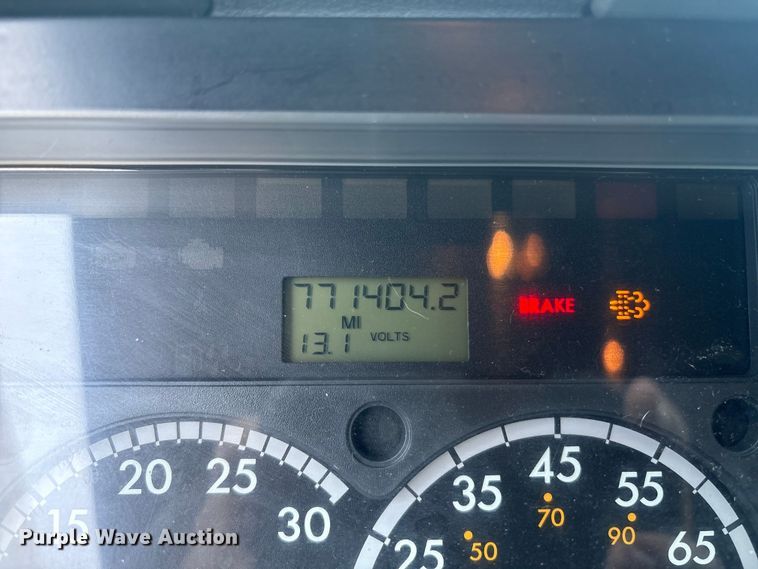 771404.2
MI
13.1 VOLTS
BRAKE
15 20 25 30
25 35 45 55 65
50 70 90
Purple Wave Auction